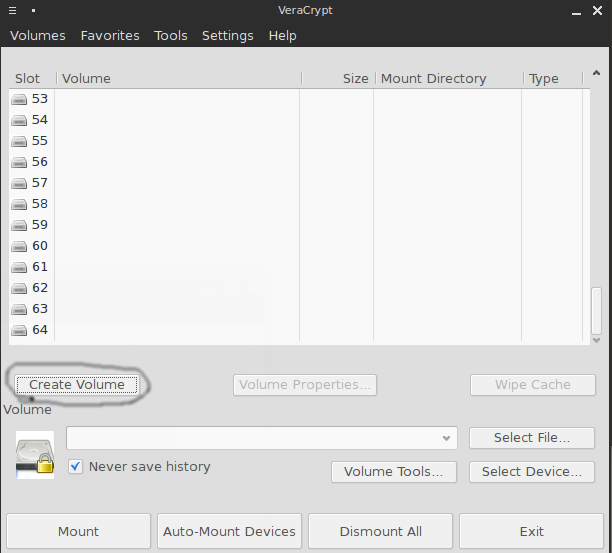 VeraCrypt
Volumes Favorites Tools Settings Help
Slot Volume Size Mount Directory Type
53
54
55
56
57
58
59
60
61
62
63
64
Create Volume Volume Properties... Wipe Cache
Volume
Select File...
Never save history Volume Tools... Select Device...
Mount Auto-Mount Devices Dismount All Exit